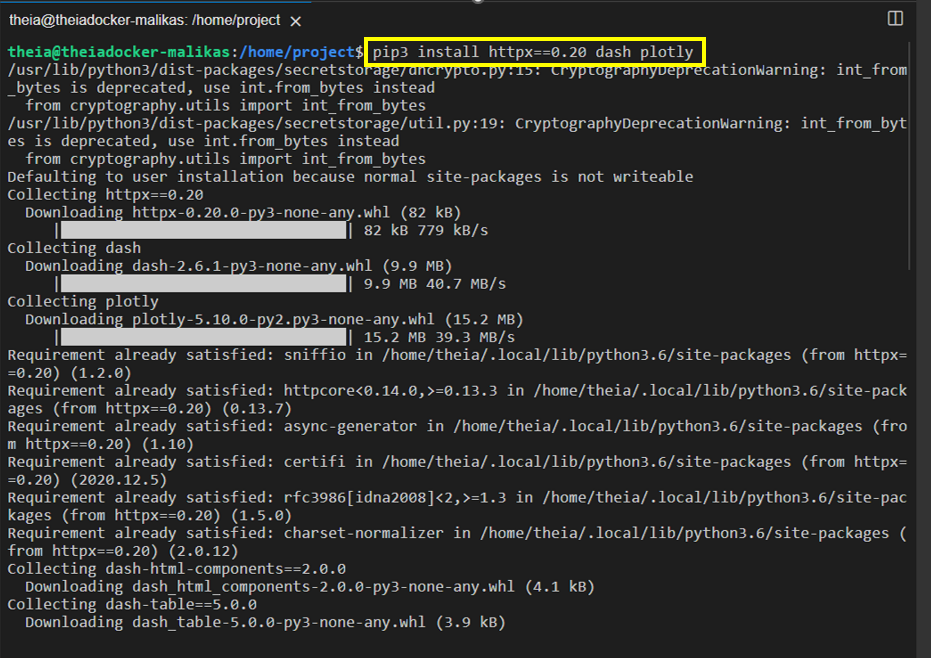 theia@theiadocker-malikas: /home/project ×
theia@theiadocker-malikas:/home/project$ pip3 install httpx==0.20 dash plotly
/usr/lib/python3/dist-packages/secretstorage/dhcrypto.py:15: CryptographyDeprecationWarning: int_from
_bytes is deprecated, use int.from_bytes instead
  from cryptography.utils import int_from_bytes
/usr/lib/python3/dist-packages/secretstorage/util.py:19: CryptographyDeprecationWarning: int_from_byt
es is deprecated, use int.from_bytes instead
  from cryptography.utils import int_from_bytes
Defaulting to user installation because normal site-packages is not writeable
Collecting httpx==0.20
  Downloading httpx-0.20.0-py3-none-any.whl (82 kB)
     |                                | 82 kB 779 kB/s
Collecting dash
  Downloading dash-2.6.1-py3-none-any.whl (9.9 MB)
     |                                | 9.9 MB 40.7 MB/s
Collecting plotly
  Downloading plotly-5.10.0-py2.py3-none-any.whl (15.2 MB)
     |                                | 15.2 MB 39.3 MB/s
Requirement already satisfied: sniffio in /home/theia/.local/lib/python3.6/site-packages (from httpx=
=0.20) (1.2.0)
Requirement already satisfied: httpcore<0.14.0,>=0.13.3 in /home/theia/.local/lib/python3.6/site-pack
ages (from httpx==0.20) (0.13.7)
Requirement already satisfied: async-generator in /home/theia/.local/lib/python3.6/site-packages (fro
m httpx==0.20) (1.10)
Requirement already satisfied: certifi in /home/theia/.local/lib/python3.6/site-packages (from httpx=
=0.20) (2020.12.5)
Requirement already satisfied: rfc3986[idna2008]<2,>=1.3 in /home/theia/.local/lib/python3.6/site-pac
kages (from httpx==0.20) (1.5.0)
Requirement already satisfied: charset-normalizer in /home/theia/.local/lib/python3.6/site-packages (
from httpx==0.20) (2.0.12)
Collecting dash-html-components==2.0.0
  Downloading dash_html_components-2.0.0-py3-none-any.whl (4.1 kB)
Collecting dash-table==5.0.0
  Downloading dash_table-5.0.0-py3-none-any.whl (3.9 kB)